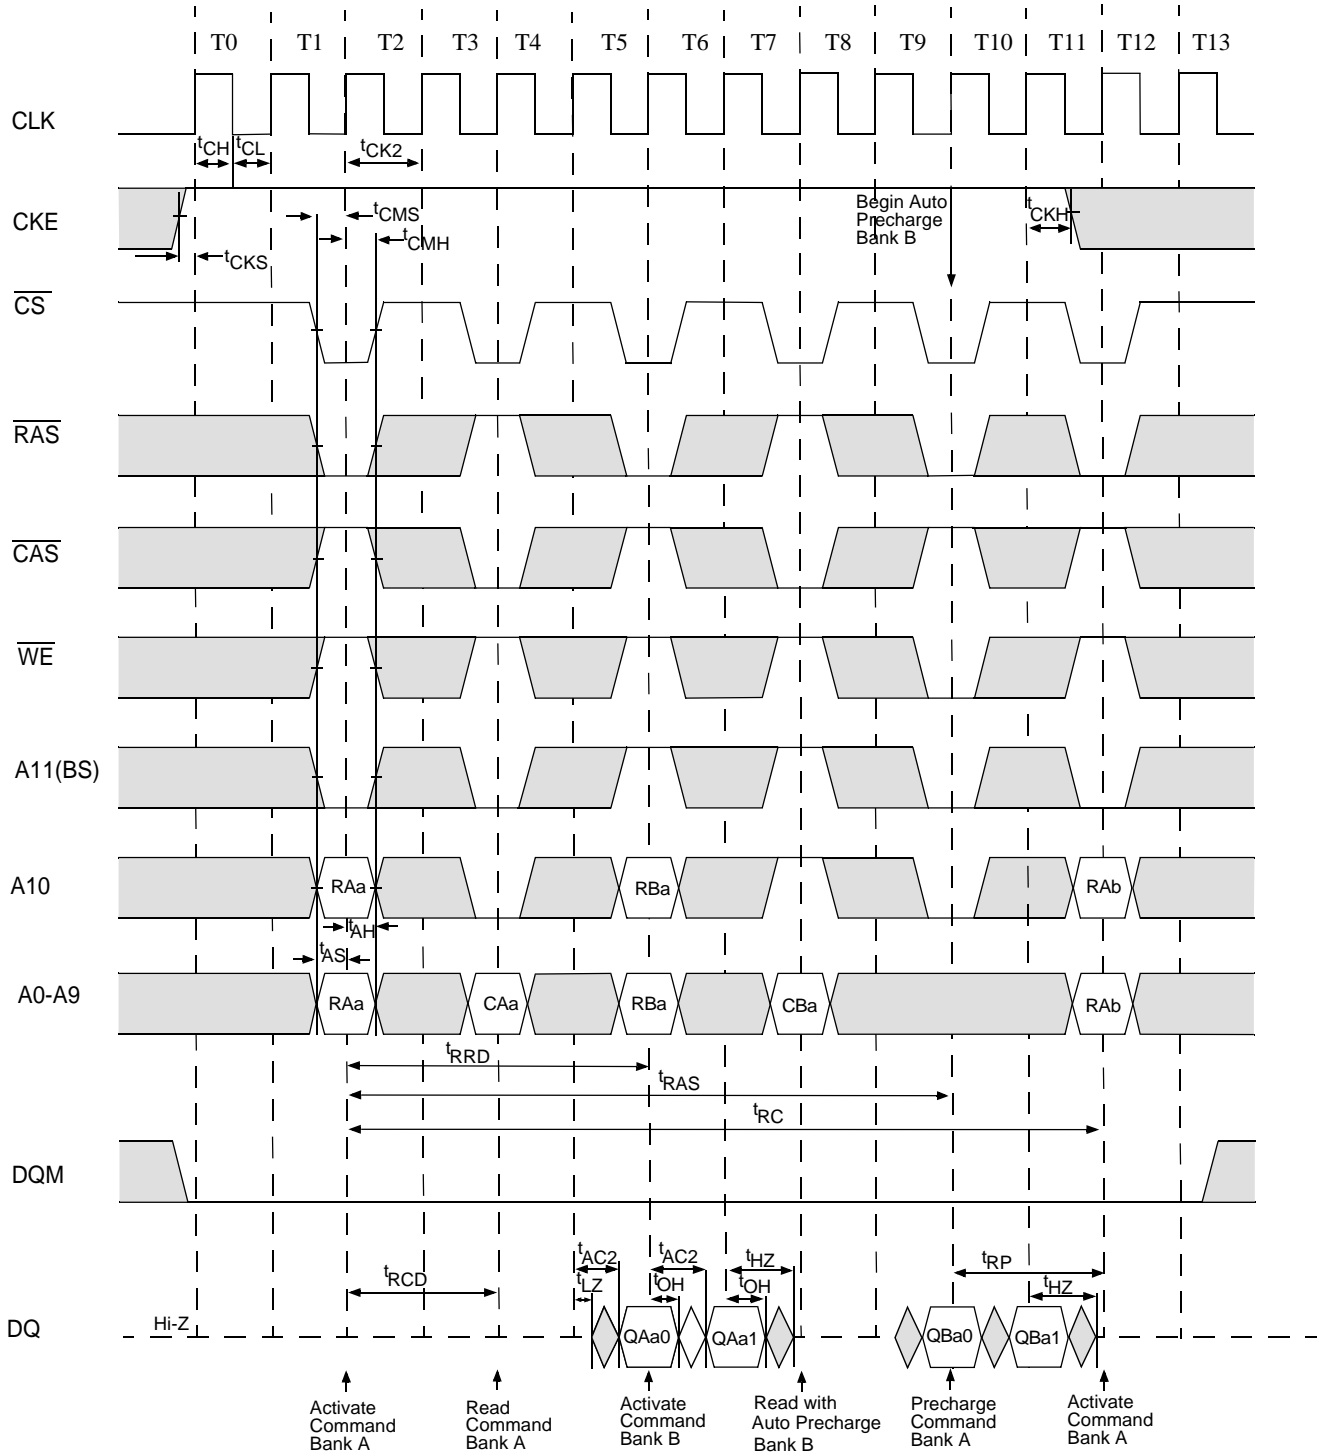 T0 T1 T2 T3 T4 T5 T6 T7 T8 T9 T10 T11 T12 T13
CLK
tCH tCL tCK2
CKE
tCMS
tCMH
tCKS
Begin Auto
Precharge
Bank B
tCKH
CS
RAS
CAS
WE
A11(BS)
A10
RAa RBa RAb
tAH
tAS
A0-A9
RAa CAa RBa CBa RAb
tRRD
tRAS
tRC
DQM
tRCD
tAC2 tAC2 tHZ
tLZ tOH tOH
tRP
tHZ
DQ
Hi-Z
QAa0 QAa1 QBa0 QBa1
Activate
Command
Bank A
Read
Command
Bank A
Activate
Command
Bank B
Read with
Auto Precharge
Bank B
Precharge
Command
Bank A
Activate
Command
Bank A